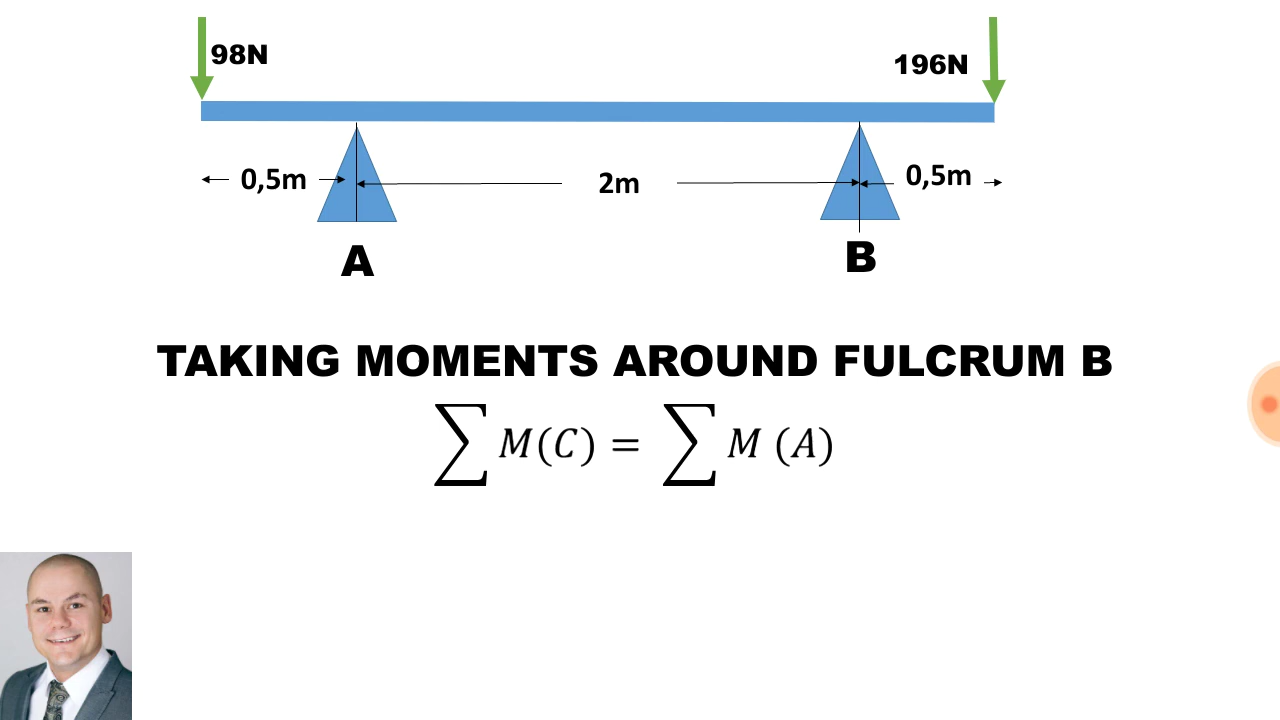 98N
196N
0,5m
2m
0,5m
A
B
TAKING MOMENTS AROUND FULCRUM B
∑ M(C) = ∑ M (A)